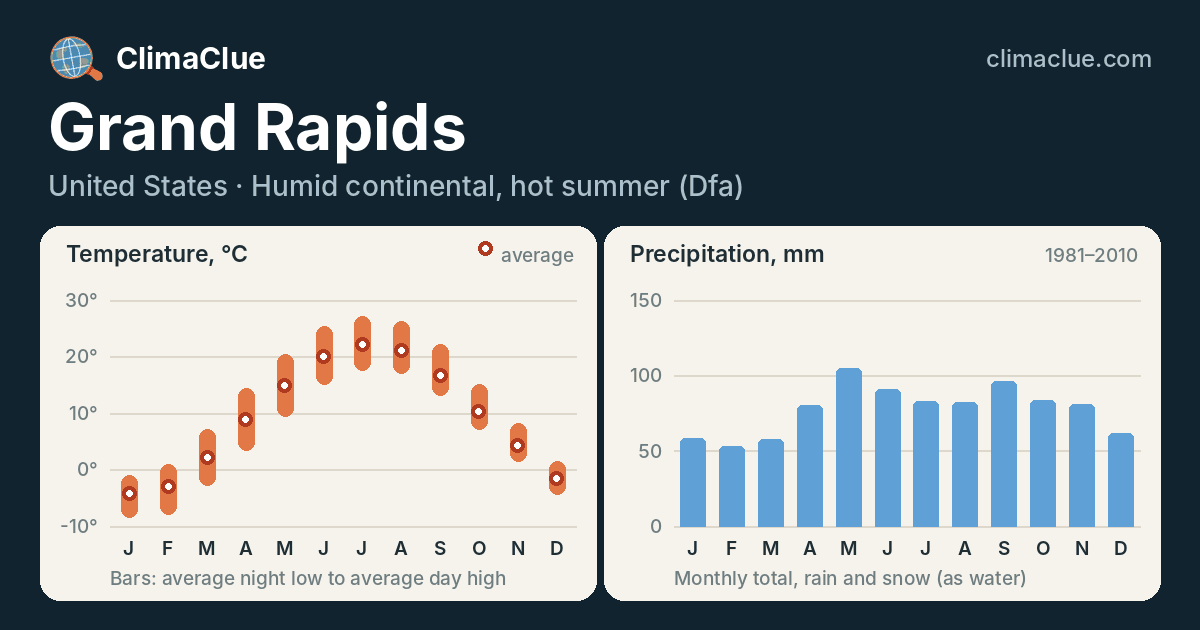 ClimaClue
climaclue.com
Grand Rapids
United States · Humid continental, hot summer (Dfa)
Temperature, °C
average
30°
20°
10°
0°
-10°
J F M A M J J A S O N D
Bars: average night low to average day high
Precipitation, mm
1981–2010
150
100
50
0
J F M A M J J A S O N D
Monthly total, rain and snow (as water)